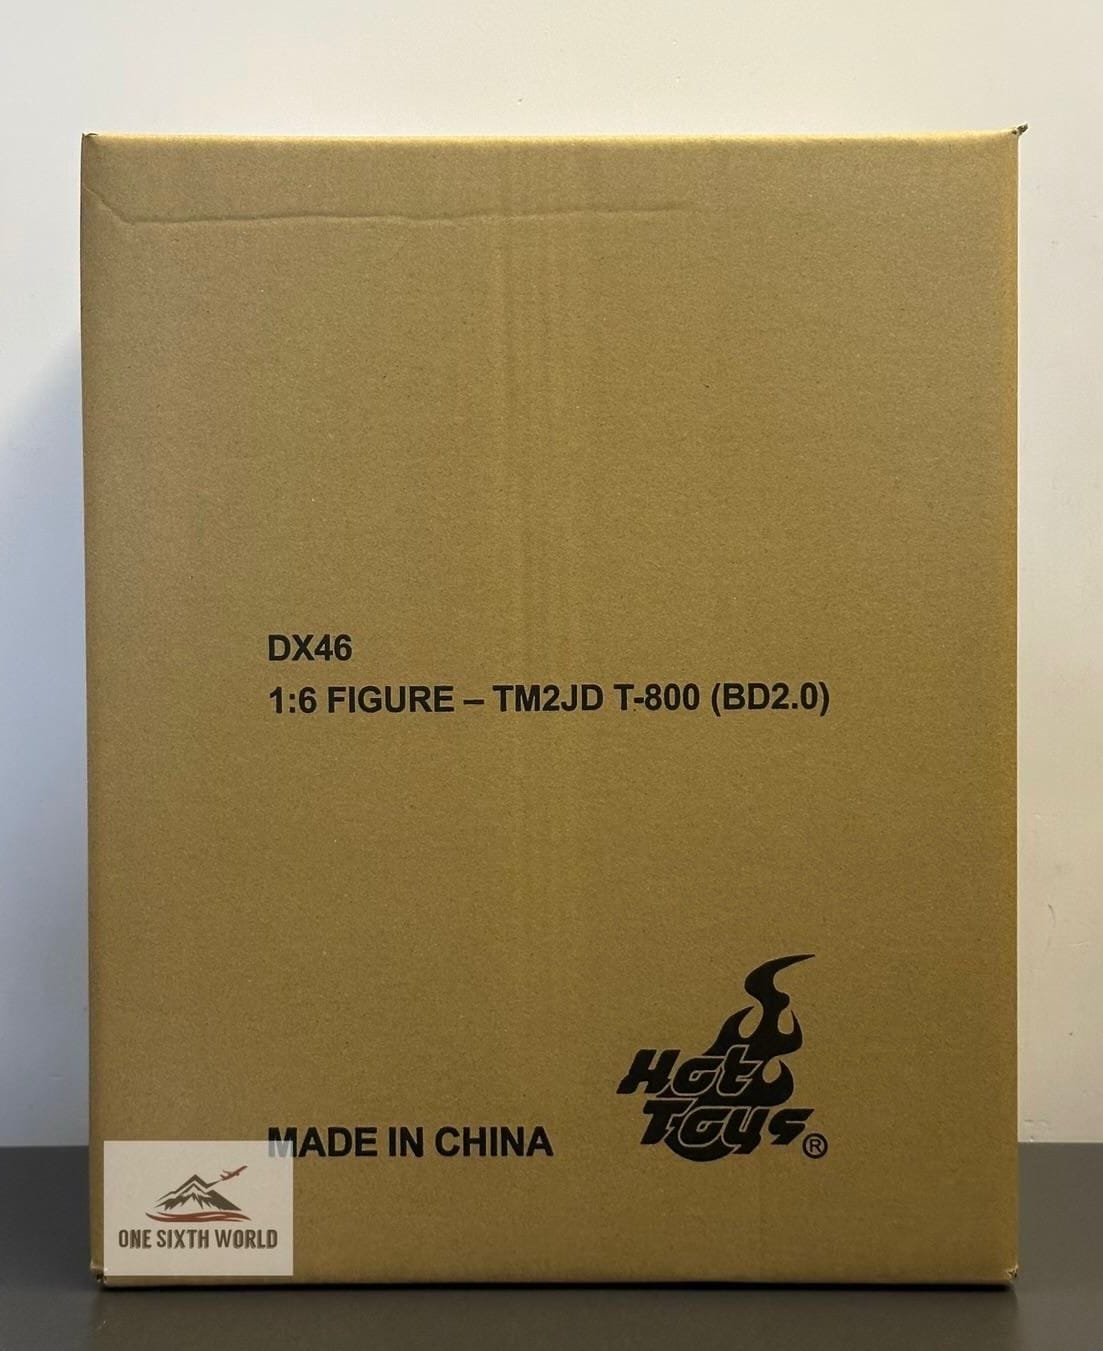 DX46
1:6 FIGURE – TM2JD T-800 (BD2.0)
Hot
Toys®
MADE IN CHINA
ONE SIXTH WORLD